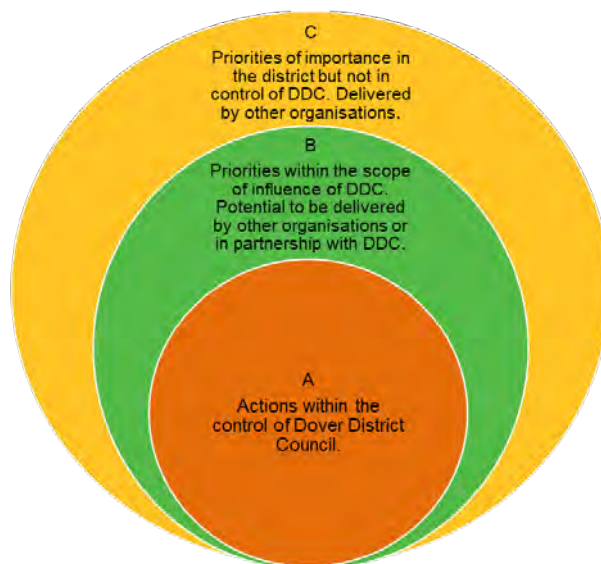 C
Priorities of importance in
the district but not in
control of DDC. Delivered
by other organisations.
B
Priorities within the scope
of influence of DDC.
Potential to be delivered
by other organisations or
in partnership with DDC.
A
Actions within the
control of Dover District
Council.